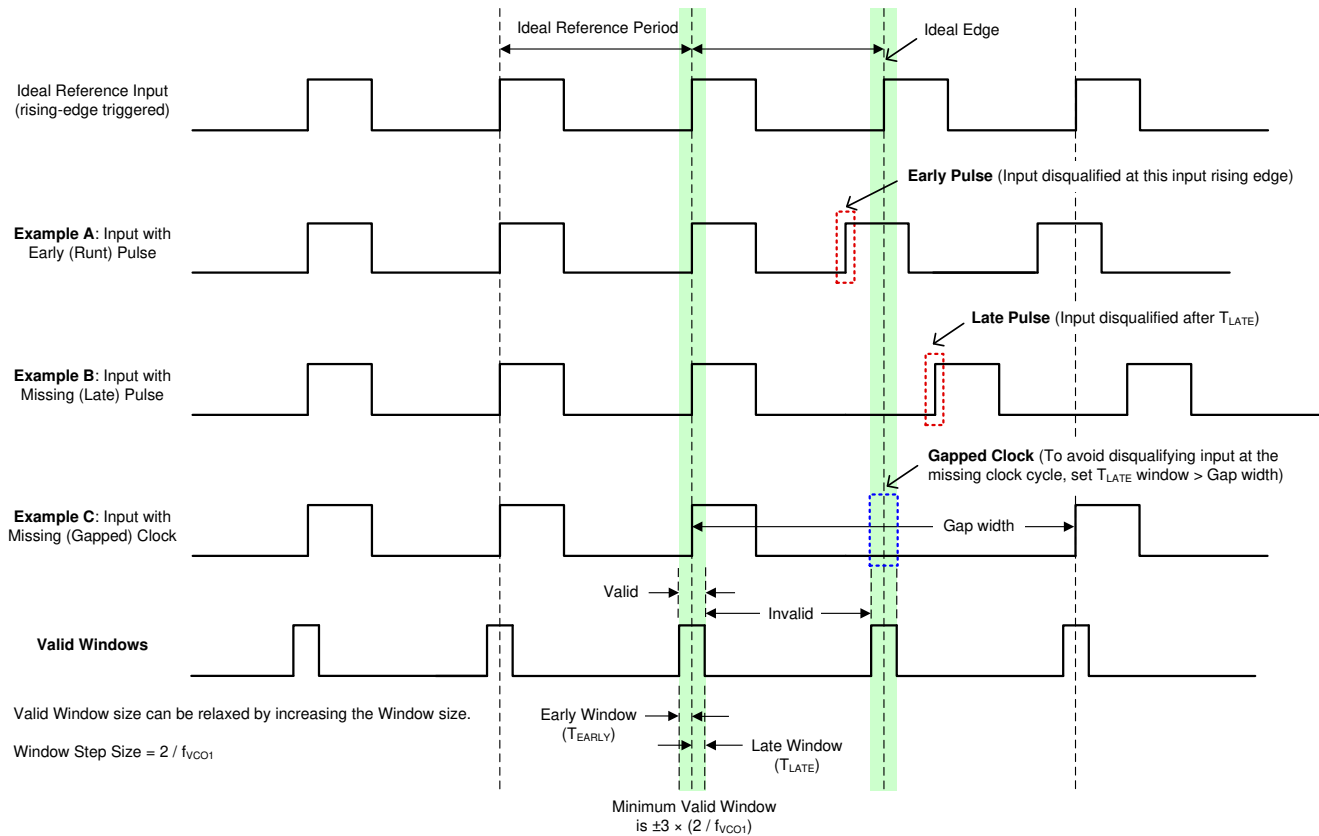 Ideal Reference Period
Ideal Edge
Ideal Reference Input
(rising-edge triggered)
Early Pulse (Input disqualified at this input rising edge)
Example A: Input with
Early (Runt) Pulse
Late Pulse (Input disqualified after TLATE)
Example B: Input with
Missing (Late) Pulse
Gapped Clock (To avoid disqualifying input at the
missing clock cycle, set TLATE window > Gap width)
Example C: Input with
Missing (Gapped) Clock
Gap width
Valid
Invalid
Valid Windows
Valid Window size can be relaxed by increasing the Window size.
Early Window
(TEARLY)
Window Step Size = 2 / fVCO1
Late Window
(TLATE)
Minimum Valid Window
is ±3 × (2 / fVCO1)